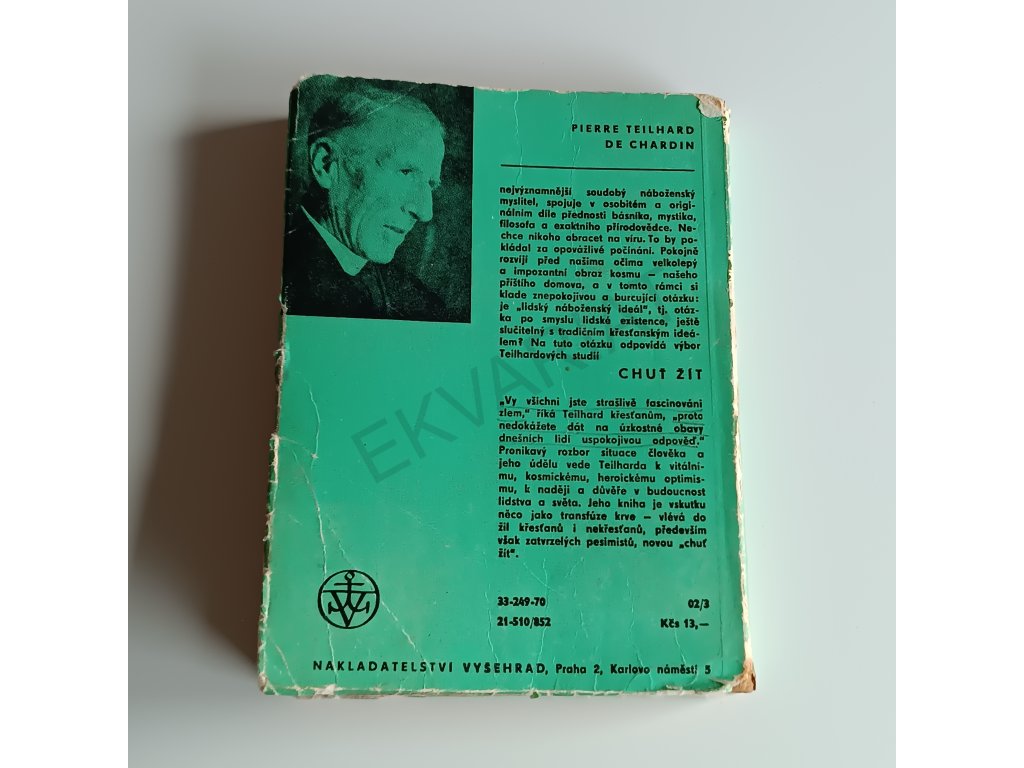 PIERRE TEILHARD
DE CHARDIN
nejvýznamnější soudobý náboženský
myslitel, spojuje v osobitém a origi-
nálním díle přednosti básníka, mystika,
filosofa a exaktního přírodovědce. Ne-
chce nikoho obracet na víru. To by po-
kládal za opovážlivé počínání. Pokojně
rozvíjí před našima očima velkolepý
a impozantní obraz kosmu – našeho
příštího domova, a v tomto rámci si
klade znepokojivou a burcující otázku:
je „lidský náboženský ideál“, tj. otáz-
ka po smyslu lidské existence, ještě
slučitelný s tradičním křesťanským ideá-
lem? Na tuto otázku odpovídá výbor
Teilhardových studií
CHUŤ ŽÍT
„Vy všichni jste strašlivě fascinováni
zlem,“ říká Teilhard křesťanům, „proto
nedokážete dát na úzkostné obavy
dnešních lidí uspokojivou odpověď.“
Pronikavý rozbor situace člověka a
jeho údělu vede Teilharda k vitální-
mu, kosmickému, heroickému optimis-
mu, k naději a důvěře v budoucnost
lidstva a světa. Jeho kniha je vskutku
něco jako transfúze krve – vlévá do
žil křesťanů i nekřesťanů, především
však zatvrzelých pesimistů, novou „chuť
žít“.
33-249-70 02/3
21-510/852 Kčs 13,—
NAKLADATELSTVÍ VYŠEHRAD, Praha 2, Karlovo náměstí 5